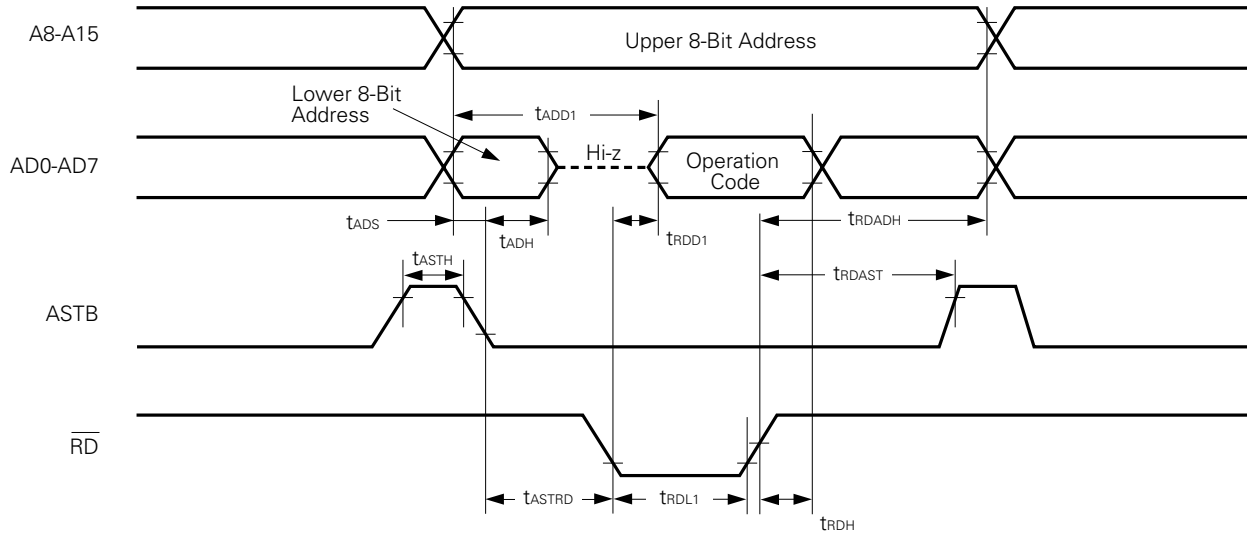 A8-A15
Upper 8-Bit Address
Lower 8-Bit
Address
tADD1
AD0-AD7
Hi-z
Operation
Code
tADS
tADH
tRDD1
tRDADH
tASTH
tRDAST
ASTB
RD
tASTRD
tRDL1
tRDH